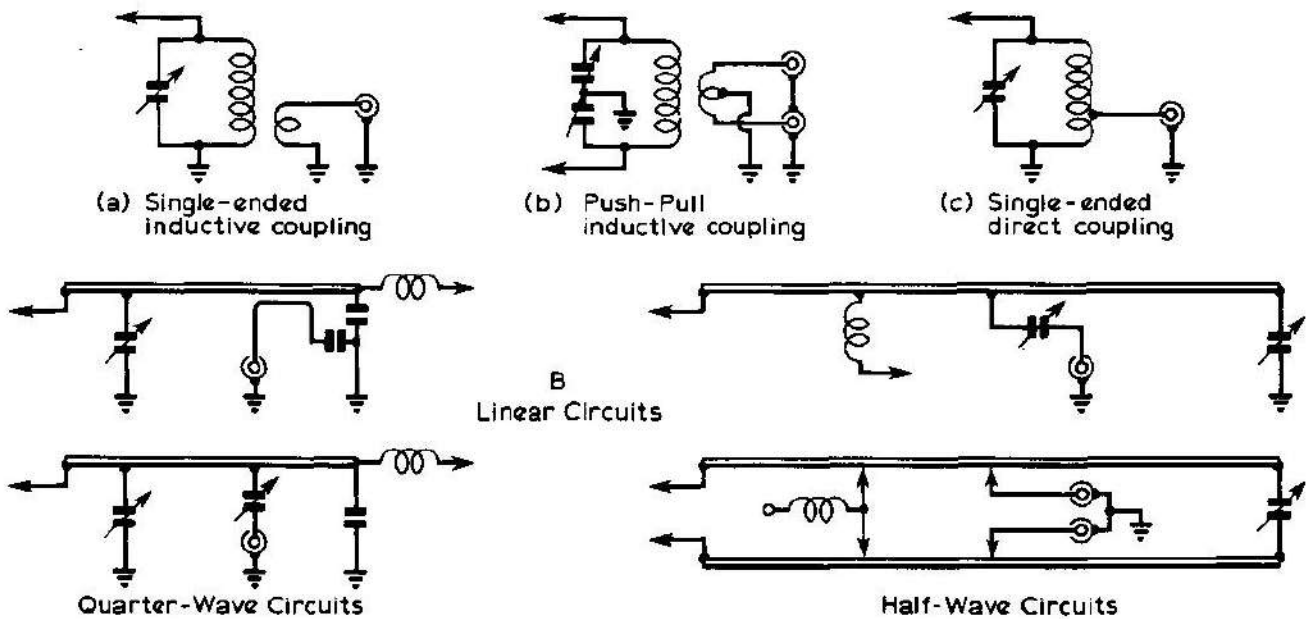 (a) Single-ended
inductive coupling
(b) Push-Pull
inductive coupling
(c) Single-ended
direct coupling
B
Linear Circuits
Quarter-Wave Circuits
Half-Wave Circuits